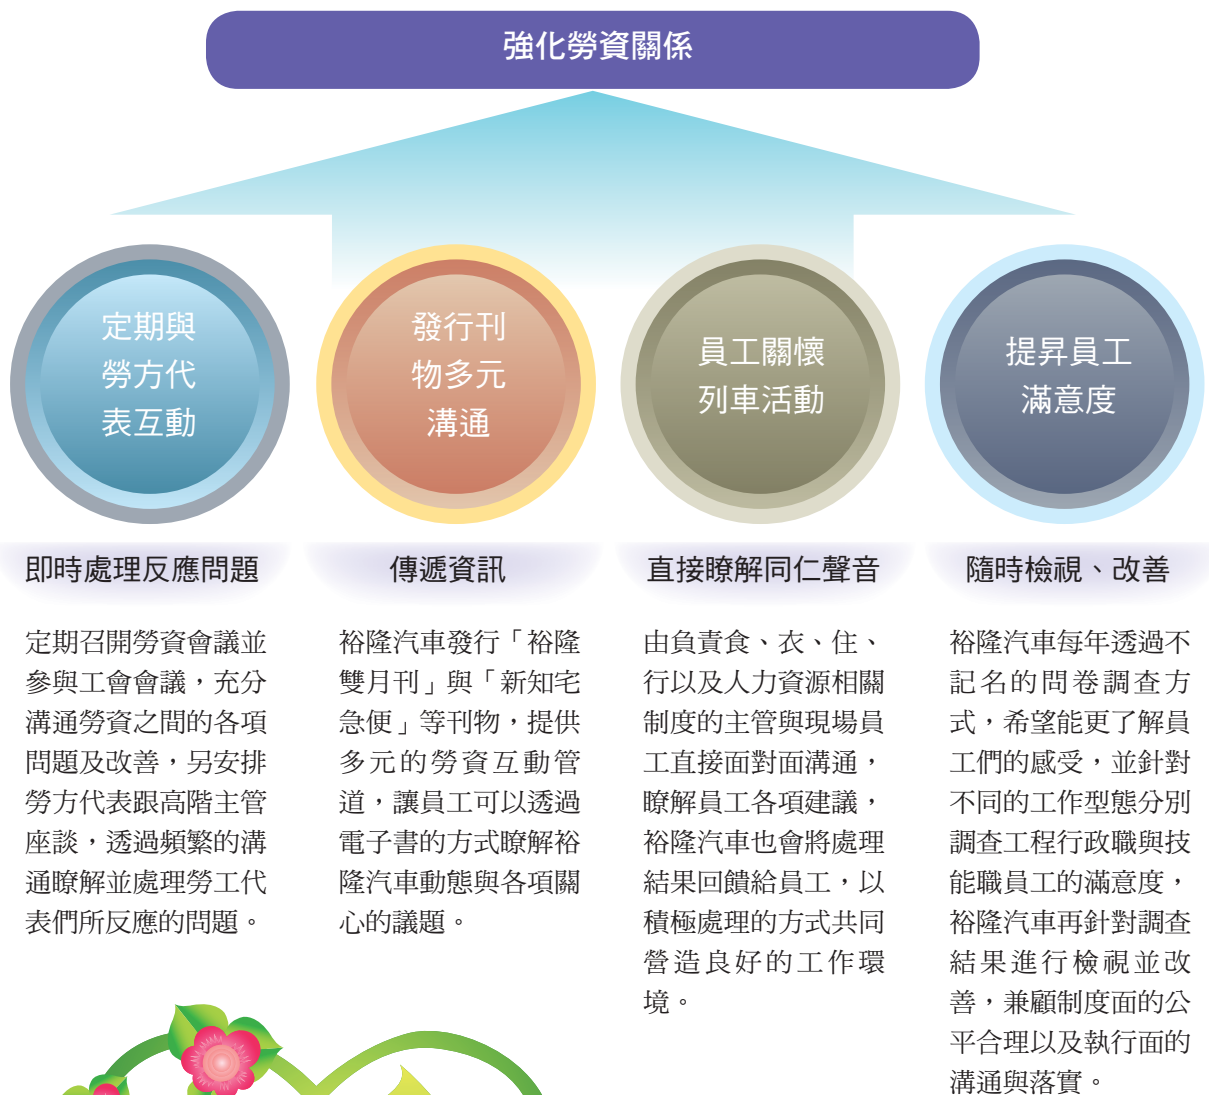 強化勞資關係
定期與
勞方代
表互動
發行刊
物多元
溝通
員工關懷
列車活動
提昇員工
滿意度
即時處理反應問題
定期召開勞資會議並
參與工會會議，充分
溝通勞資之間的各項
問題及改善，另安排
勞方代表跟高階主管
座談，透過頻繁的溝
通瞭解並處理勞工代
表們所反應的問題。
傳遞資訊
裕隆汽車發行「裕隆
雙月刊」與「新知宅
急便」等刊物，提供
多元的勞資互動管
道，讓員工可以透過
電子書的方式瞭解裕
隆汽車動態與各項關
心的議題。
直接瞭解同仁聲音
由負責食、衣、住、
行以及人力資源相關
制度的主管與現場員
工直接面對面溝通，
瞭解員工各項建議，
裕隆汽車也會將處理
結果回饋給員工，以
積極處理的方式共同
營造良好的工作環
境。
隨時檢視、改善
裕隆汽車每年透過不
記名的問卷調查方
式，希望能更了解員
工們的感受，並針對
不同的工作型態分別
調查工程行政職與技
能職員工的滿意度，
裕隆汽車再針對調查
結果進行檢視並改
善，兼顧制度面的公
平合理以及執行面的
溝通與落實。